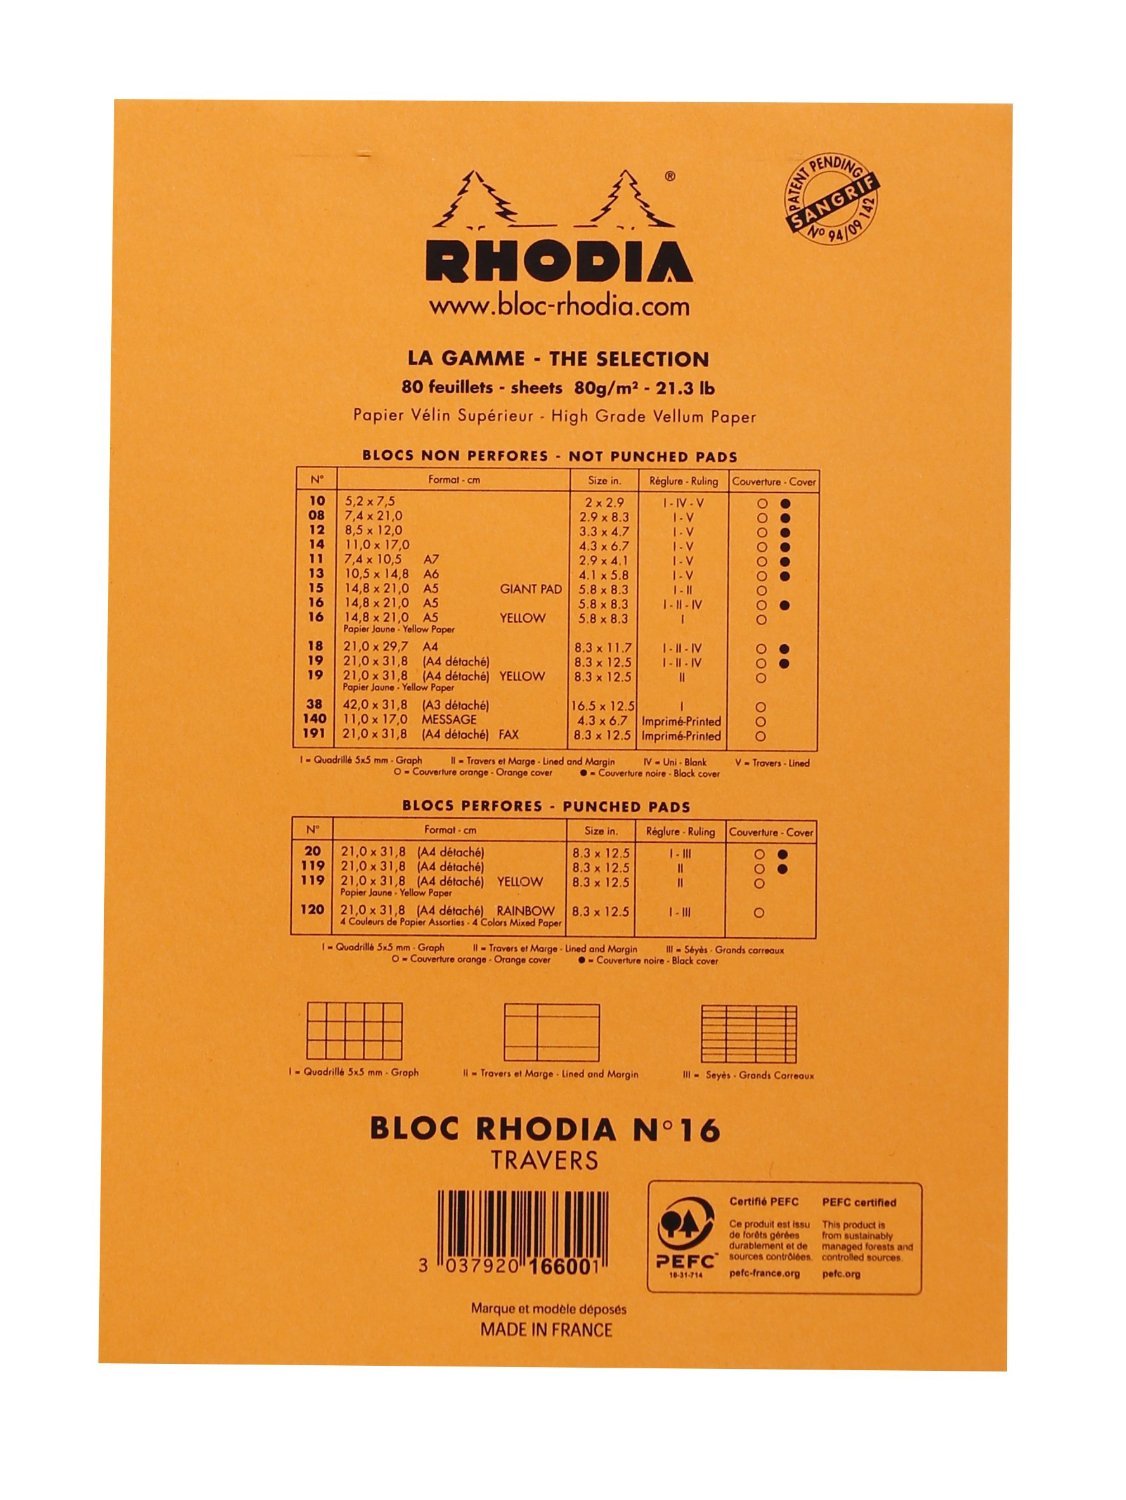 PATENT PENDING
SANGRIF
N° 94/09 142
®
RHODIA
www.bloc-rhodia.com
LA GAMME - THE SELECTION
80 feuillets - sheets 80g/m² - 21.3 lb
Papier Vélin Supérieur - High Grade Vellum Paper
BLOCS NON PERFORES - NOT PUNCHED PADS
N° Format - cm Size in. Réglure - Ruling Couverture - Cover
10 5,2 x 7,5 2 x 2.9 I - IV - V ○ ●
08 7,4 x 21,0 2.9 x 8.3 I - V ○ ●
12 8,5 x 12,0 3.3 x 4.7 I - V ○ ●
14 11,0 x 17,0 4.3 x 6.7 I - V ○ ●
11 7,4 x 10,5 A7 2.9 x 4.1 I - V ○ ●
13 10,5 x 14,8 A6 4.1 x 5.8 I - V ○ ●
15 14,8 x 21,0 A5 GIANT PAD 5.8 x 8.3 I - II ○
16 14,8 x 21,0 A5 5.8 x 8.3 I - II - IV ○ ●
16 14,8 x 21,0 A5 YELLOW 5.8 x 8.3 I ○
Papier Jaune - Yellow Paper
18 21,0 x 29,7 A4 8.3 x 11.7 I - II - IV ○ ●
19 21,0 x 31,8 (A4 détaché) 8.3 x 12.5 I - II - IV ○ ●
19 21,0 x 31,8 (A4 détaché) YELLOW 8.3 x 12.5 II ○
Papier Jaune - Yellow Paper
38 42,0 x 31,8 (A3 détaché) 16.5 x 12.5 I ○
140 11,0 x 17,0 MESSAGE 4.3 x 6.7 Imprimé-Printed ○
191 21,0 x 31,8 (A4 détaché) FAX 8.3 x 12.5 Imprimé-Printed ○
I = Quadrillé 5x5 mm - Graph II = Travers et Marge - Lined and Margin IV = Uni - Blank V = Travers - Lined
○ = Couverture orange - Orange cover ● = Couverture noire - Black cover
BLOCS PERFORES - PUNCHED PADS
N° Format - cm Size in. Réglure - Ruling Couverture - Cover
20 21,0 x 31,8 (A4 détaché) 8.3 x 12.5 I - III ○ ●
119 21,0 x 31,8 (A4 détaché) 8.3 x 12.5 II ○ ●
119 21,0 x 31,8 (A4 détaché) YELLOW 8.3 x 12.5 II ○
Papier Jaune - Yellow Paper
120 21,0 x 31,8 (A4 détaché) RAINBOW 8.3 x 12.5 I - III ○
4 Couleurs de Papier Assorties - 4 Colors Mixed Paper
I = Quadrillé 5x5 mm - Graph II = Travers et Marge - Lined and Margin III = Séyès - Grands carreaux
○ = Couverture orange - Orange cover ● = Couverture noire - Black cover
I = Quadrillé 5x5 mm - Graph II = Travers et Marge - Lined and Margin III = Seyès - Grands Carreaux
BLOC RHODIA N° 16
TRAVERS
3 037920 166001
PEFC™
10-31-714
Certifié PEFC
Ce produit est issu
de forêts gérées
durablement et de
sources contrôlées.
pefc-france.org
PEFC certified
This product is
from sustainably
managed forests and
controlled sources.
pefc.org
Marque et modèle déposés
MADE IN FRANCE